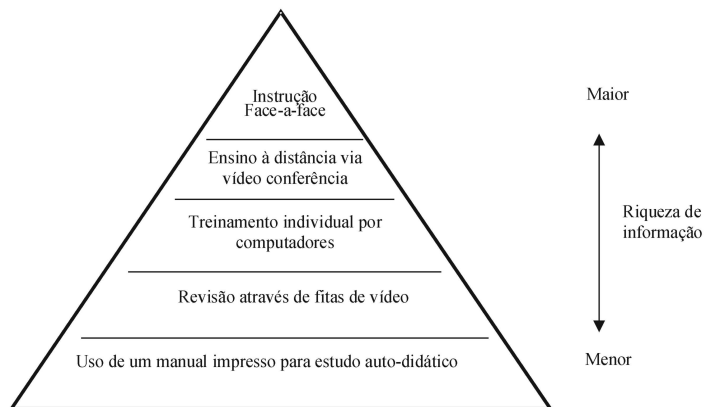 Instrução
Face-a-face
Maior
Ensino à distância via
vídeo conferência
Treinamento individual por
computadores
Riqueza de
informação
Revisão através de fitas de vídeo
Uso de um manual impresso para estudo auto-didático
Menor